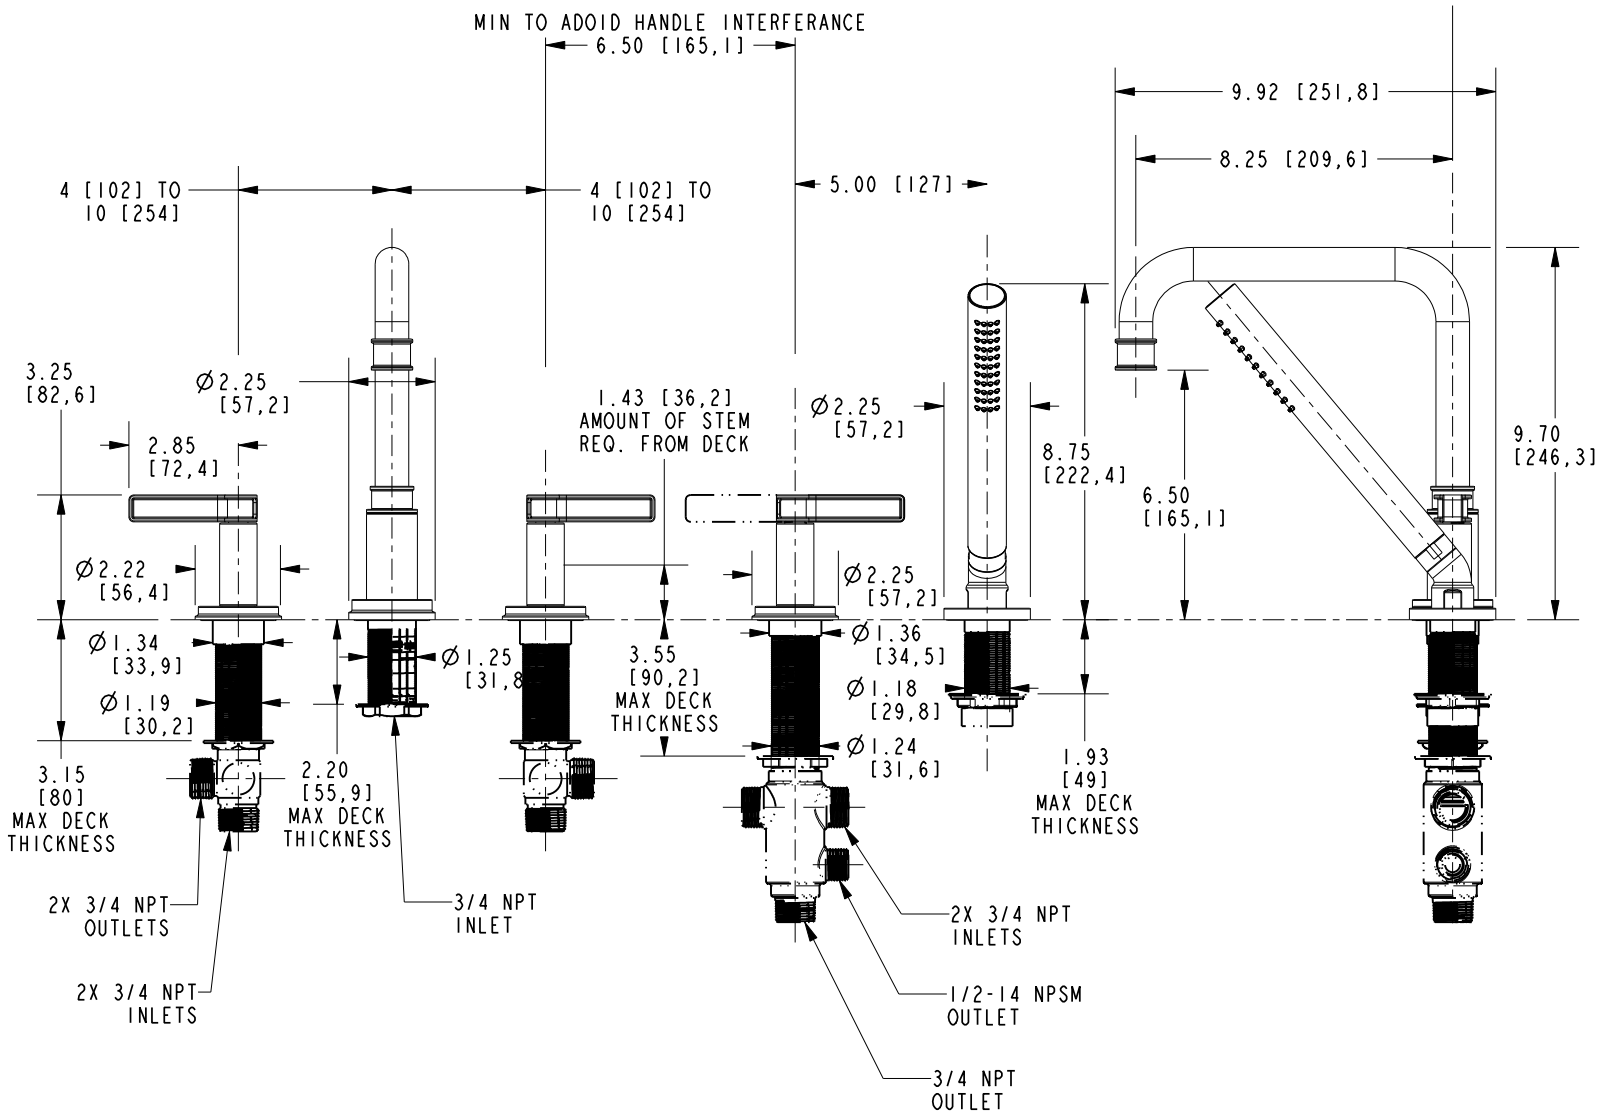 MIN TO ADOID HANDLE INTERFERANCE
6.50 [165,1]
9.92 [251,8]
8.25 [209,6]
4 [102] TO
10 [254]
4 [102] TO
10 [254]
5.00 [127]
3.25
[82,6]
Ø2.25
[57,2]
1.43 [36,2]
AMOUNT OF STEM
REQ. FROM DECK
Ø2.25
[57,2]
2.85
[72,4]
8.75
[222,4]
9.70
[246,3]
6.50
[165,1]
Ø2.22
[56,4]
Ø2.25
[57,2]
Ø1.34
[33,9]
Ø1.25
[31,8
3.55
[90,2]
MAX DECK
THICKNESS
Ø1.36
[34,5]
Ø1.19
[30,2]
Ø1.18
[29,8]
Ø1.24
[31,6]
3.15
[80]
MAX DECK
THICKNESS
2.20
[55,9]
MAX DECK
THICKNESS
1.93
[49]
MAX DECK
THICKNESS
2X 3/4 NPT
OUTLETS
3/4 NPT
INLET
2X 3/4 NPT
INLETS
2X 3/4 NPT
INLETS
1/2-14 NPSM
OUTLET
3/4 NPT
OUTLET